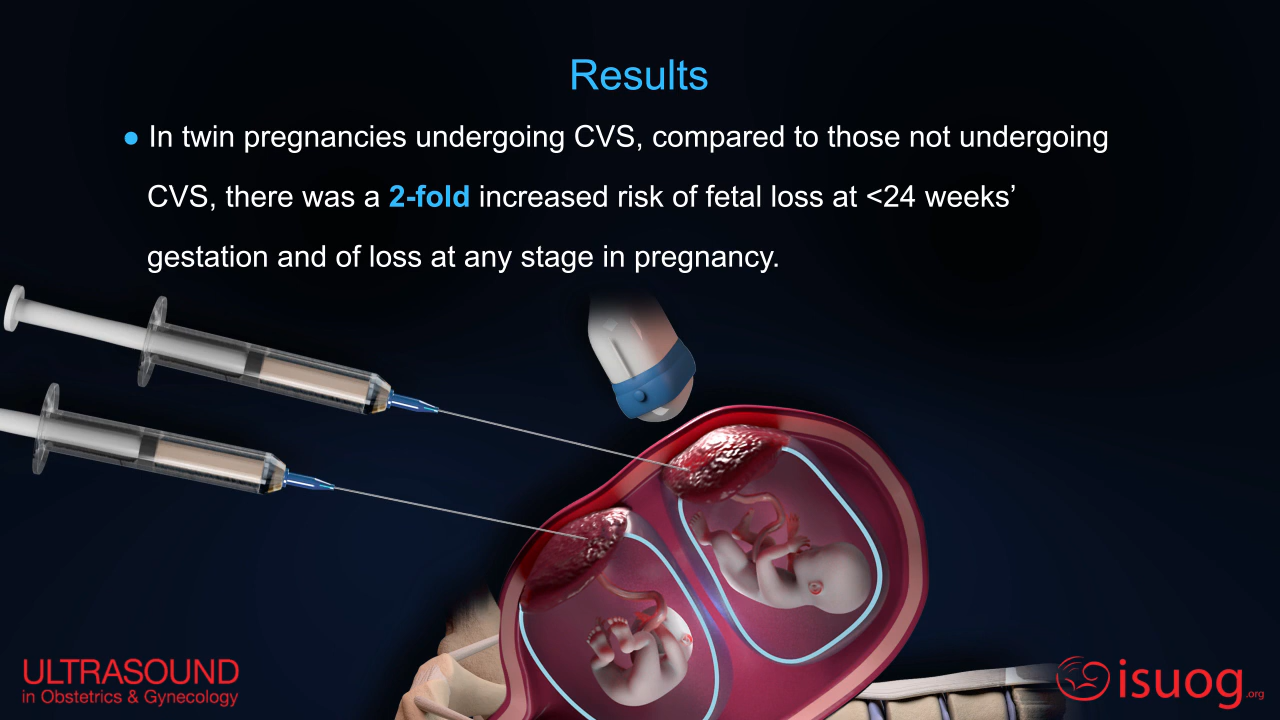 Results
● In twin pregnancies undergoing CVS, compared to those not undergoing
CVS, there was a 2-fold increased risk of fetal loss at <24 weeks’
gestation and of loss at any stage in pregnancy.
ULTRASOUND
in Obstetrics & Gynecology
isuog.org